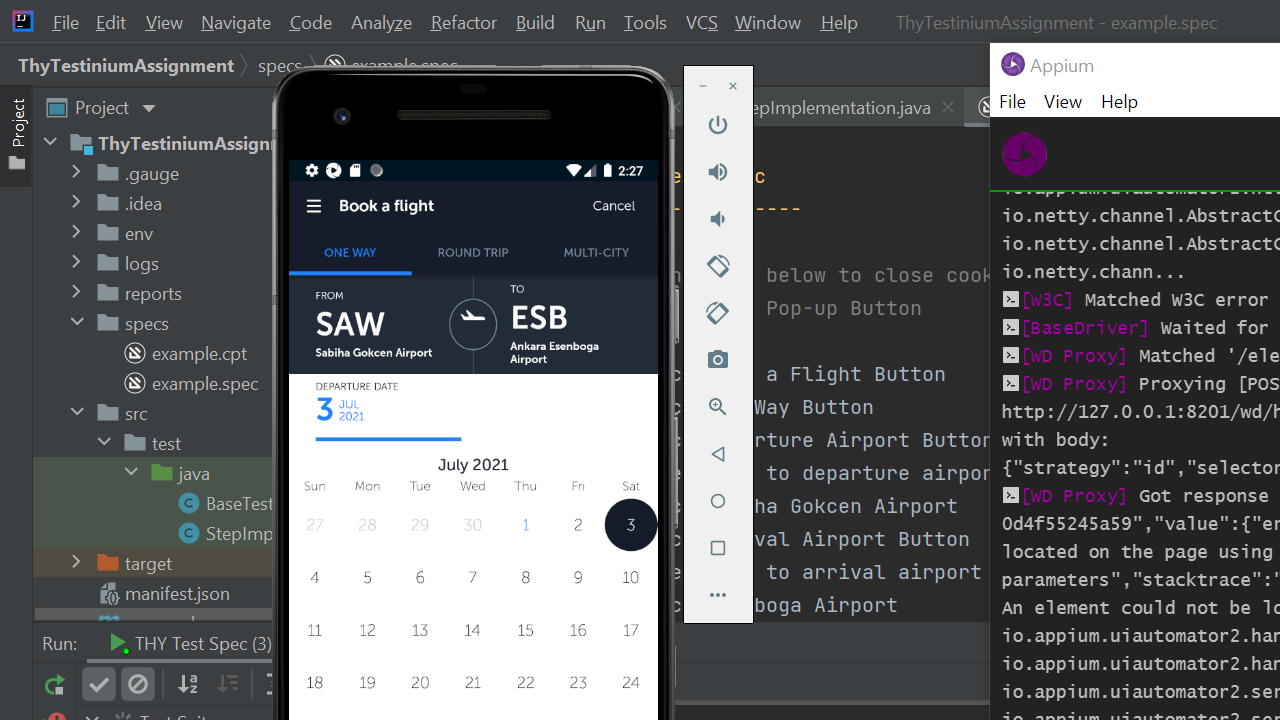 File Edit View Navigate Code Analyze Refactor Build Run Tools VCS Window Help ThyTestiniumAssignment - example.spec
ThyTestiniumAssignment specs example.spec
Project
Project
ThyTestiniumAssignn
.gauge
.idea
env
logs
reports
specs
example.cpt
example.spec
src
test
java
BaseTest
StepImp
target
manifest.json
Run: THY Test Spec (3)
2:27
Book a flight Cancel
ONE WAY ROUND TRIP MULTI-CITY
FROM
SAW
Sabiha Gokcen Airport
TO
ESB
Ankara Esenboga
Airport
DEPARTURE DATE
3 JUL
2021
July 2021
Sun Mon Tue Wed Thu Fri Sat
27 28 29 30 1 2 3
4 5 6 7 8 9 10
11 12 13 14 15 16 17
18 19 20 21 22 23 24
epImplementation.java
e c
- ----
n below to close cook
Pop-up Button
c a Flight Button
c Way Button
c rture Airport Button
e to departure airpor
c ha Gokcen Airport
c val Airport Button
e to arrival airport
c boga Airport
Appium
File View Help
io.netty.channel.AbstractC
io.netty.channel.AbstractC
io.netty.chann...
[W3C] Matched W3C error
[BaseDriver] Waited for
[WD Proxy] Matched '/ele
[WD Proxy] Proxying [POS
http://127.0.0.1:8201/wd/h
with body:
{"strategy":"id","selector
[WD Proxy] Got response
0d4f55245a59","value":{"er
located on the page using
parameters","stacktrace":"
An element could not be lo
io.appium.uiautomator2.han
io.appium.uiautomator2.han
io.appium.uiautomator2.ser
io.appium.uiautomator2.ser